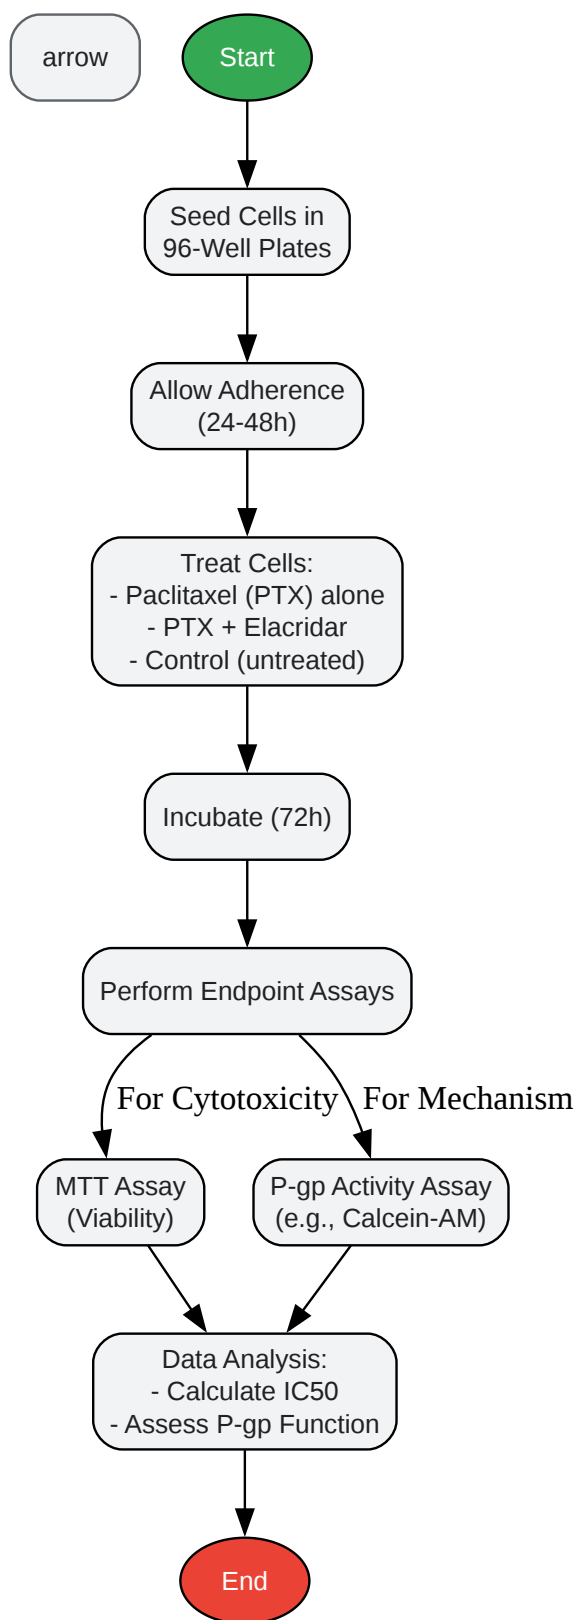 arrow
Start
Seed Cells in
96-Well Plates
Allow Adherence
(24-48h)
Treat Cells:
- Paclitaxel (PTX) alone
- PTX + Elacridar
- Control (untreated)
Incubate (72h)
Perform Endpoint Assays
For Cytotoxicity
For Mechanism
MTT Assay
(Viability)
P-gp Activity Assay
(e.g., Calcein-AM)
Data Analysis:
- Calculate IC50
- Assess P-gp Function
End